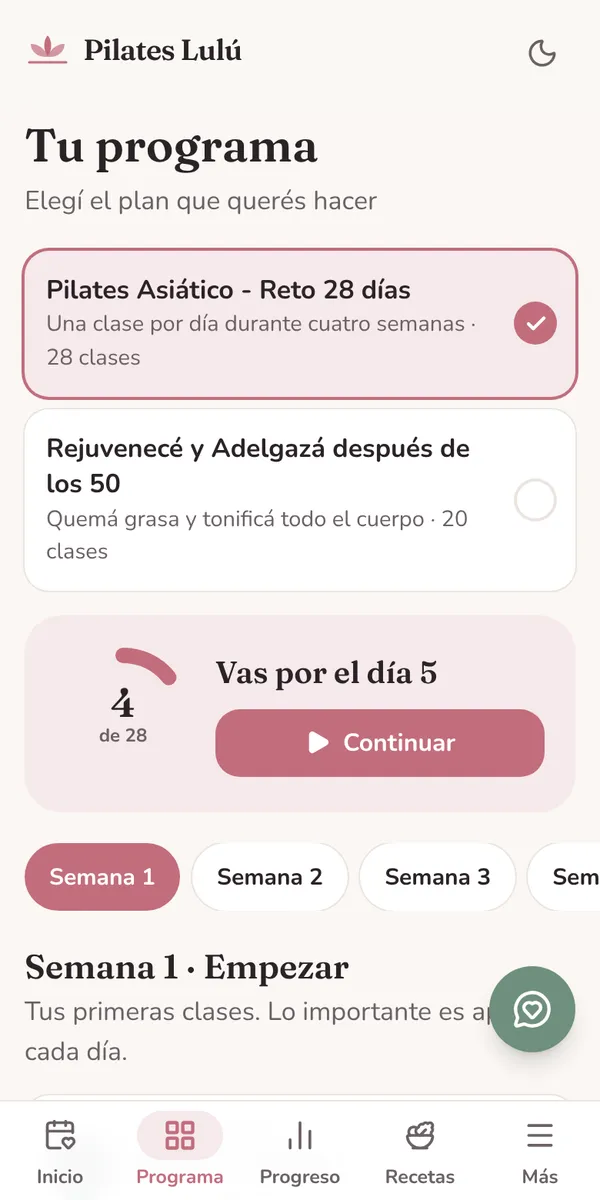 Pilates Lulú
Tu programa
Elegí el plan que querés hacer
Pilates Asiático - Reto 28 días
Una clase por día durante cuatro semanas ·
28 clases
Rejuvenecé y Adelgazá después de
los 50
Quemá grasa y tonificá todo el cuerpo · 20
clases
4
de 28
Vas por el día 5
Continuar
Semana 1
Semana 2
Semana 3
Sem
Semana 1 · Empezar
Tus primeras clases. Lo importante es
cada día.
Inicio
Programa
Progreso
Recetas
Más